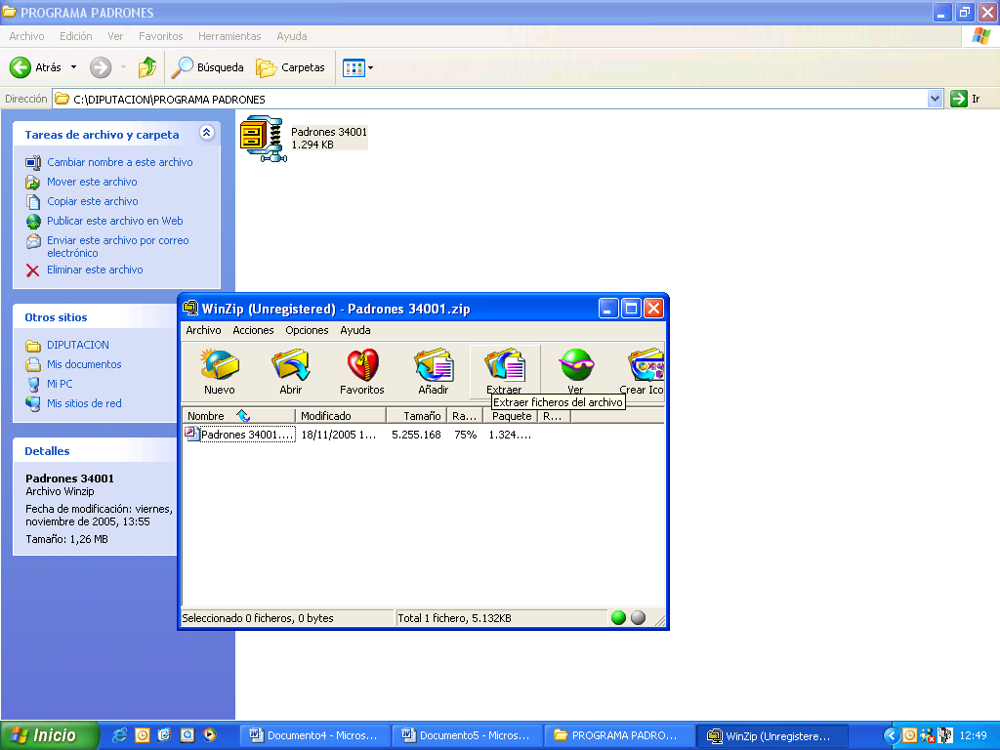 PROGRAMA PADRONES
Archivo Edición Ver Favoritos Herramientas Ayuda
Atrás Búsqueda Carpetas
Dirección C:\DIPUTACION\PROGRAMA PADRONES Ir
Tareas de archivo y carpeta
Cambiar nombre a este archivo
Mover este archivo
Copiar este archivo
Publicar este archivo en Web
Enviar este archivo por correo
electrónico
Eliminar este archivo
Otros sitios
DIPUTACION
Mis documentos
Mi PC
Mis sitios de red
Detalles
Padrones 34001
Archivo Winzip
Fecha de modificación: viernes,
noviembre de 2005, 13:55
Tamaño: 1,26 MB
Padrones 34001
1.294 KB
WinZip (Unregistered) - Padrones 34001.zip
Archivo Acciones Opciones Ayuda
Nuevo Abrir Favoritos Añadir Extraer Ver Crear Ico
Extraer ficheros del archivo
Nombre Modificado Tamaño Ra... Paquete R...
Padrones 34001.... 18/11/2005 1... 5.255.168 75% 1.324....
Seleccionado 0 ficheros, 0 bytes Total 1 fichero, 5.132KB
Inicio Documento4 - Micros... Documento5 - Micros... PROGRAMA PADRO... WinZip (Unregistere... 12:49